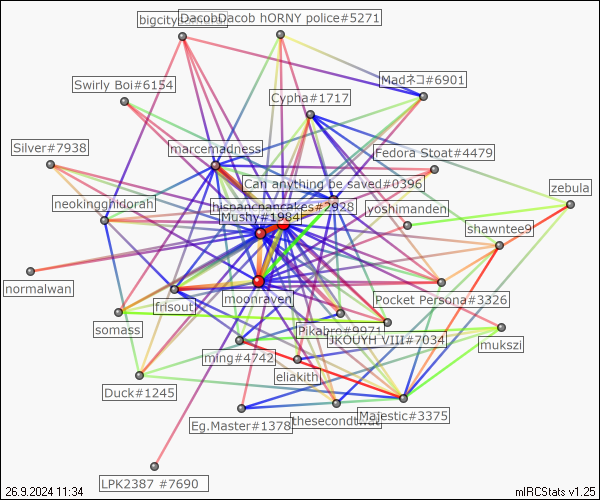 DacobDacob hORNY police#5271
Madネコ#6901
Swirly Boi#6154
Cypha#1717
Silver#7938
marcemadness
Fedora Stoat#4479
Can anything be saved#0396
zebula
neokingghidorah
hispanicpancakes#2928
yoshimanden
Mushy#1984
shawntee9
normalwan
moonraven
Pocket Persona#3326
frisout
somass
Pikabro#9971
JKOUYH VIII#7034
mukszi
ming#4742
eliakith
Duck#1245
Majestic#3375
Eg.Master#1378
LPK2387 #7690
26.9.2024 11:34
mIRCStats v1.25